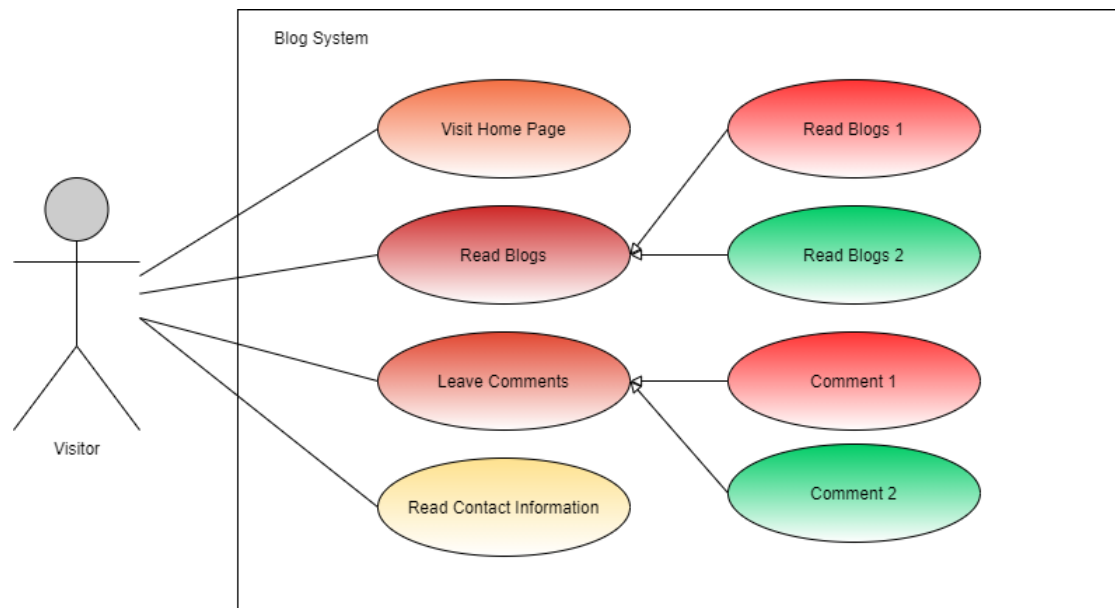 Blog System
Visit Home Page
Read Blogs 1
Read Blogs
Read Blogs 2
Leave Comments
Comment 1
Visitor
Read Contact Information
Comment 2